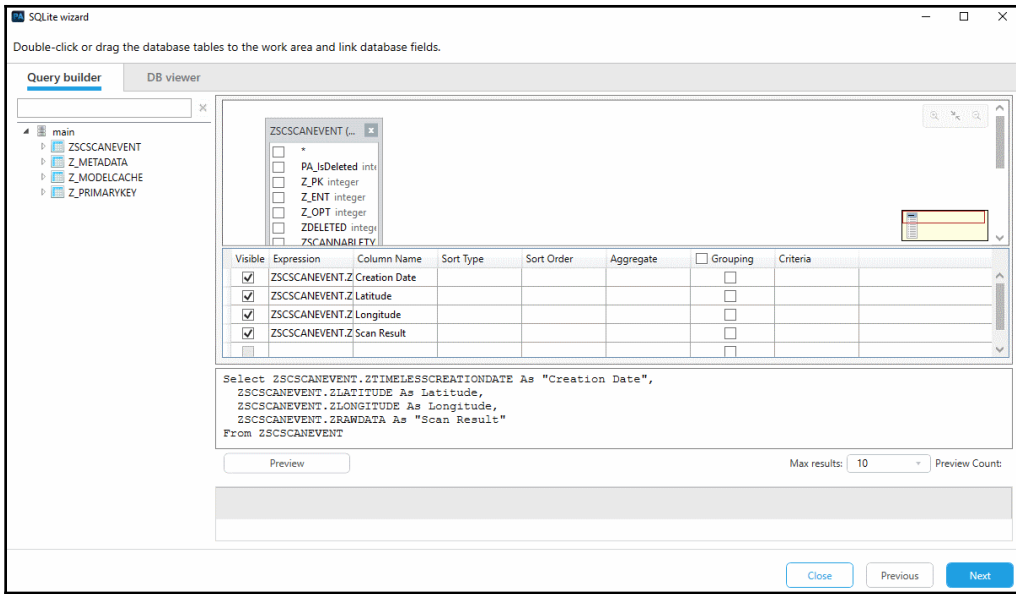 PA SQLite wizard
Double-click or drag the database tables to the work area and link database fields.
Query builder DB viewer
main
ZSCSCANEVENT
Z_METADATA
Z_MODELCACHE
Z_PRIMARYKEY
ZSCSCANEVENT (...
*
PA_IsDeleted inte
Z_PK integer
Z_ENT integer
Z_OPT integer
ZDELETED intege
ZSCANNABLETY
Visible Expression Column Name Sort Type Sort Order Aggregate Grouping Criteria
ZSCSCANEVENT.Z Creation Date
ZSCSCANEVENT.Z Latitude
ZSCSCANEVENT.Z Longitude
ZSCSCANEVENT.Z Scan Result
Select ZSCSCANEVENT.ZTIMELESSCREATIONDATE As "Creation Date",
ZSCSCANEVENT.ZLATITUDE As Latitude,
ZSCSCANEVENT.ZLONGITUDE As Longitude,
ZSCSCANEVENT.ZRAWDATA As "Scan Result"
From ZSCSCANEVENT
Preview Max results: 10 Preview Count:
Close Previous Next